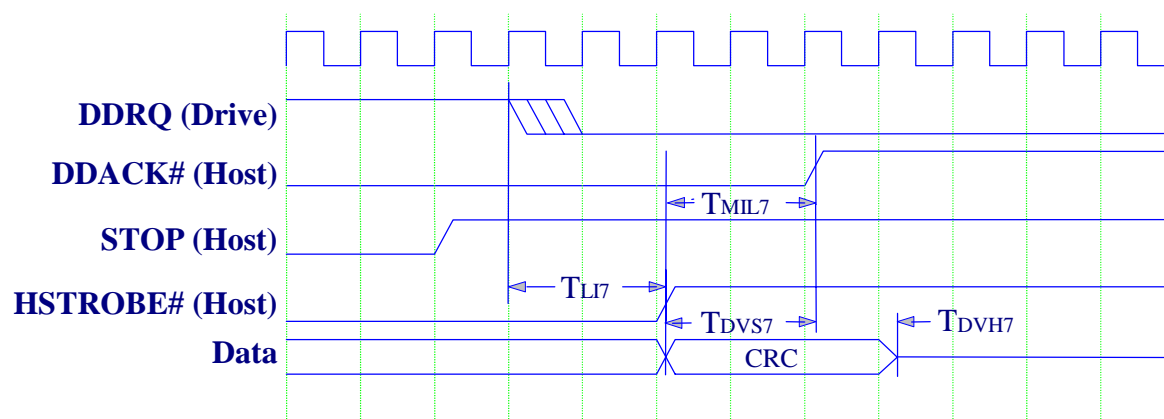 DDRQ (Drive)
DDACK# (Host)
TMIL7
STOP (Host)
TLI7
HSTROBE# (Host)
TDVS7
TDVH7
Data
CRC